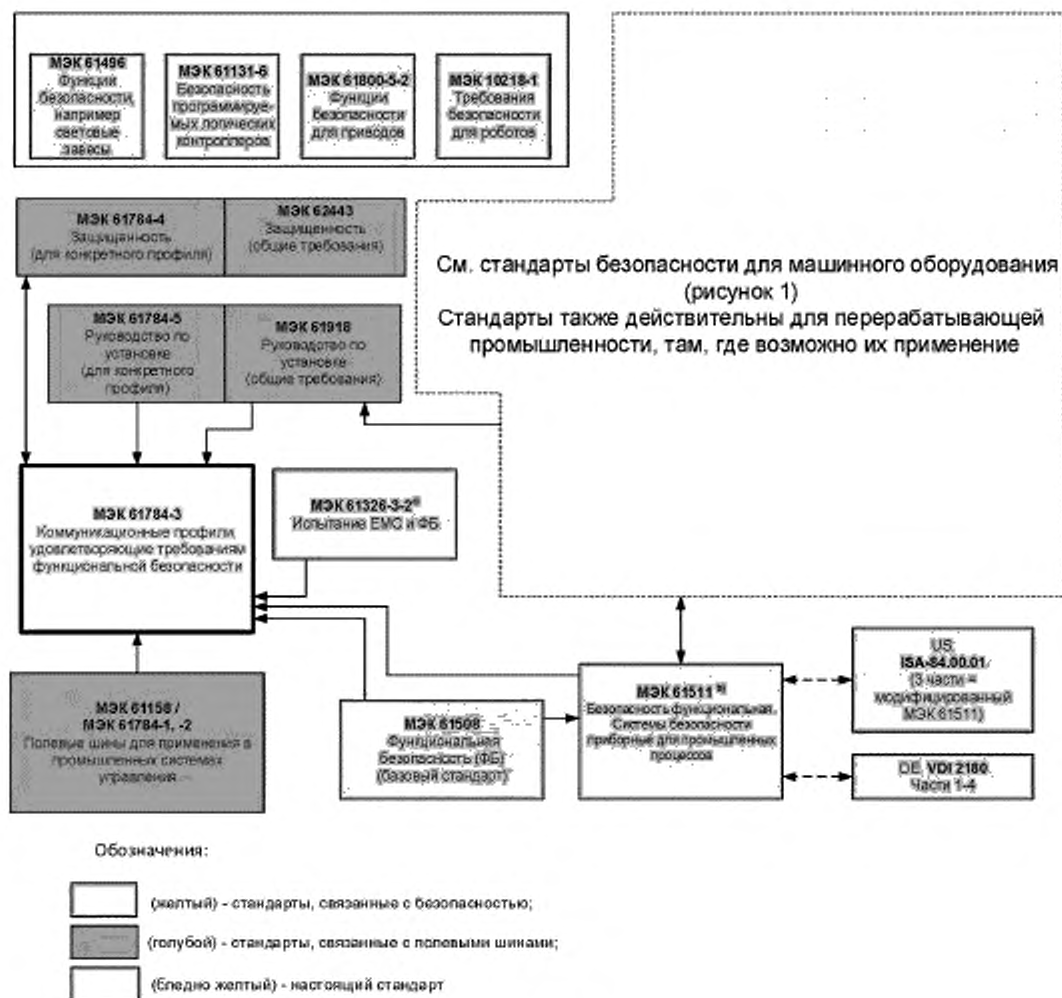 МЭК 61496
Функции
безопасности,
например
световые
завесы
МЭК 61131-6
Безопасность
программируе-
мых логических
контроллеров
МЭК 61800-5-2
Функции
безопасности
для приводов
МЭК 10218-1
Требования
безопасности
для роботов
МЭК 61784-4
Защищенность
(для конкретного профиля)
МЭК 62443
Защищенность
(общие требования)
МЭК 61784-5
Руководство по
установке
(для конкретного
профиля)
МЭК 61918
Руководство по
установке
(общие требования)
См. стандарты безопасности для машинного оборудования
(рисунок 1)
Стандарты также действительны для перерабатывающей
промышленности, там, где возможно их применение
МЭК 61784-3
Коммуникационные профили,
удовлетворяющие требованиям
функциональной безопасности
МЭК 61326-3-2
Испытание ЕМС и ФБ
МЭК 61158 /
МЭК 61784-1, -2
Полевые шины для применения в
промышленных системах
управления
МЭК 61508
Функциональная
безопасность (ФБ)
(базовый стандарт)
МЭК 61511
Безопасность функциональная.
Системы безопасности
приборные для промышленных
процессов
US:
ISA-84.00.01
(3 части =
модифицированный
МЭК 61511)
DE: VDI 2180
Части 1-4
Обозначения:
(желтый) - стандарты, связанные с безопасностью;
(голубой) - стандарты, связанные с полевыми шинами;
(бледно желтый) - настоящий стандарт